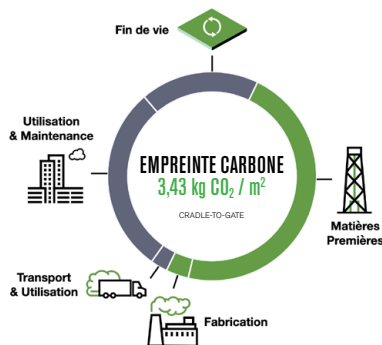 Fin de vie
Utilisation
& Maintenance
EMPREINTE CARBONE
3,43 kg CO₂ / m²
CRADLE-TO-GATE
Matières
Premières
Transport
& Utilisation
Fabrication